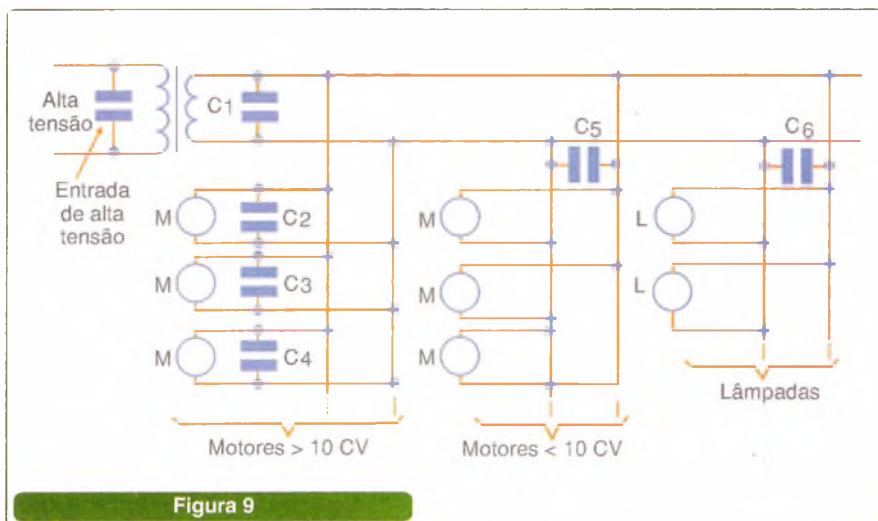 Alta
tensão
Entrada
de alta
tensão
C1
M
C2
M
C3
M
C4
Motores > 10 CV
C5
M
M
M
Motores < 10 CV
C6
L
L
Lâmpadas
Figura 9